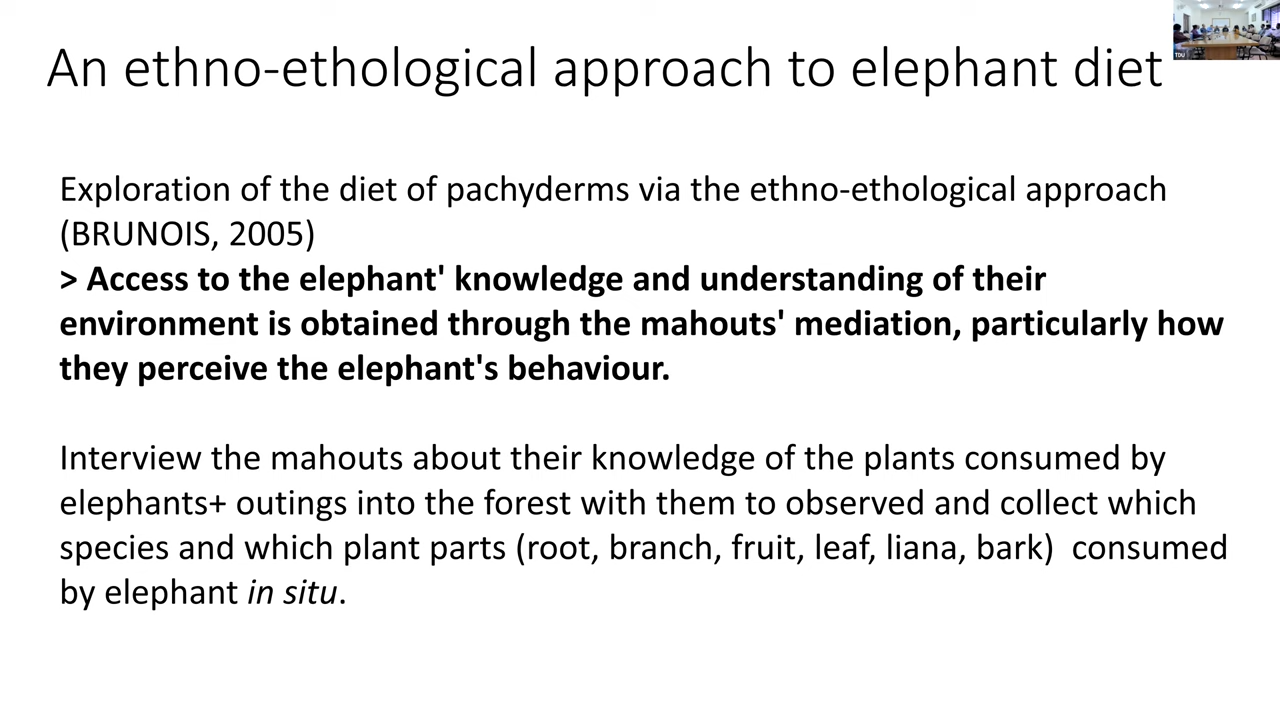 An ethno-ethological approach to elephant diet
TDU
Exploration of the diet of pachyderms via the ethno-ethological approach
(BRUNOIS, 2005)
> Access to the elephant' knowledge and understanding of their
environment is obtained through the mahouts' mediation, particularly how
they perceive the elephant's behaviour.
Interview the mahouts about their knowledge of the plants consumed by
elephants+ outings into the forest with them to observed and collect which
species and which plant parts (root, branch, fruit, leaf, liana, bark)  consumed
by elephant in situ.